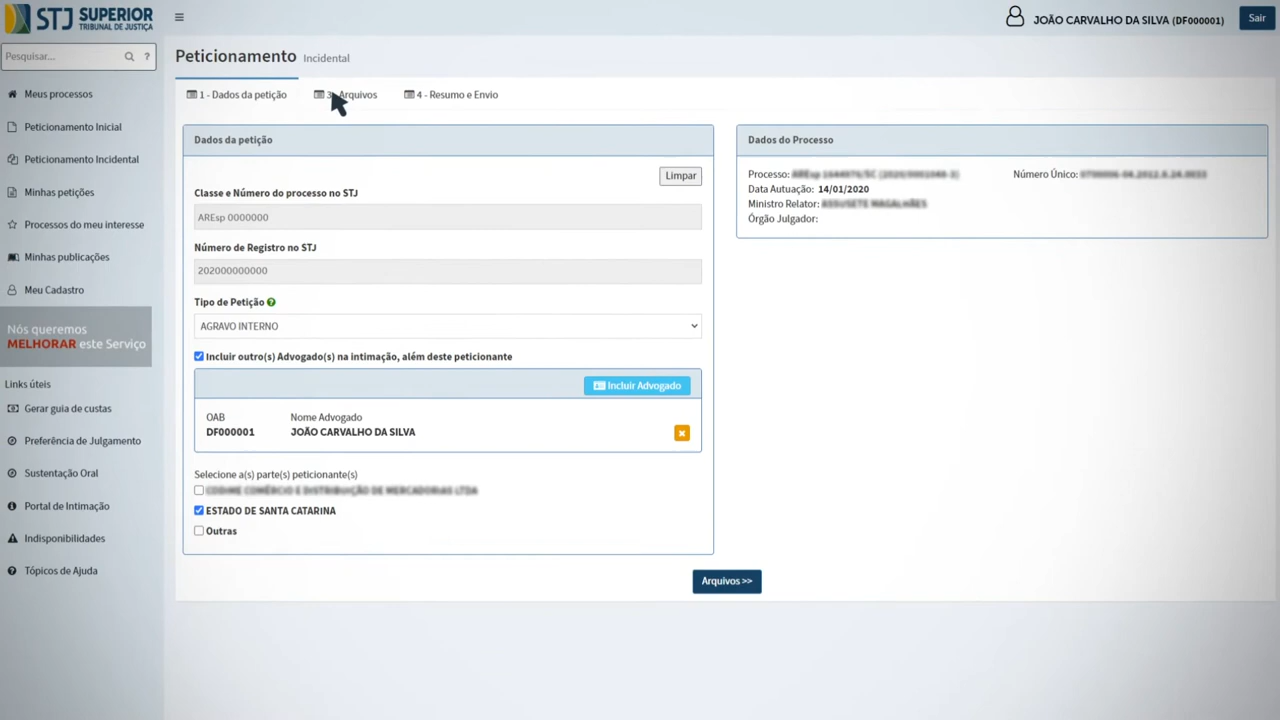 STJ SUPERIOR
TRIBUNAL DE JUSTIÇA
JOÃO CARVALHO DA SILVA (DF000001)
Sair
Pesquisar...
?
Meus processos
Peticionamento Inicial
Peticionamento Incidental
Minhas petições
Processos do meu interesse
Minhas publicações
Meu Cadastro
Nós queremos
MELHORAR este Serviço
Links úteis
Gerar guia de custas
Preferência de Julgamento
Sustentação Oral
Portal de Intimação
Indisponibilidades
Tópicos de Ajuda
Peticionamento Incidental
1 - Dados da petição
3 Arquivos
4 - Resumo e Envio
Dados da petição
Limpar
Classe e Número do processo no STJ
AREsp 0000000
Número de Registro no STJ
202000000000
Tipo de Petição
AGRAVO INTERNO
Incluir outro(s) Advogado(s) na intimação, além deste peticionante
Incluir Advogado
OAB Nome Advogado
DF000001 JOÃO CARVALHO DA SILVA
Selecione a(s) parte(s) peticionante(s)
ESTADO DE SANTA CATARINA
Outras
Arquivos >>
Dados do Processo
Processo:
Número Único:
Data Autuação: 14/01/2020
Ministro Relator:
Órgão Julgador: